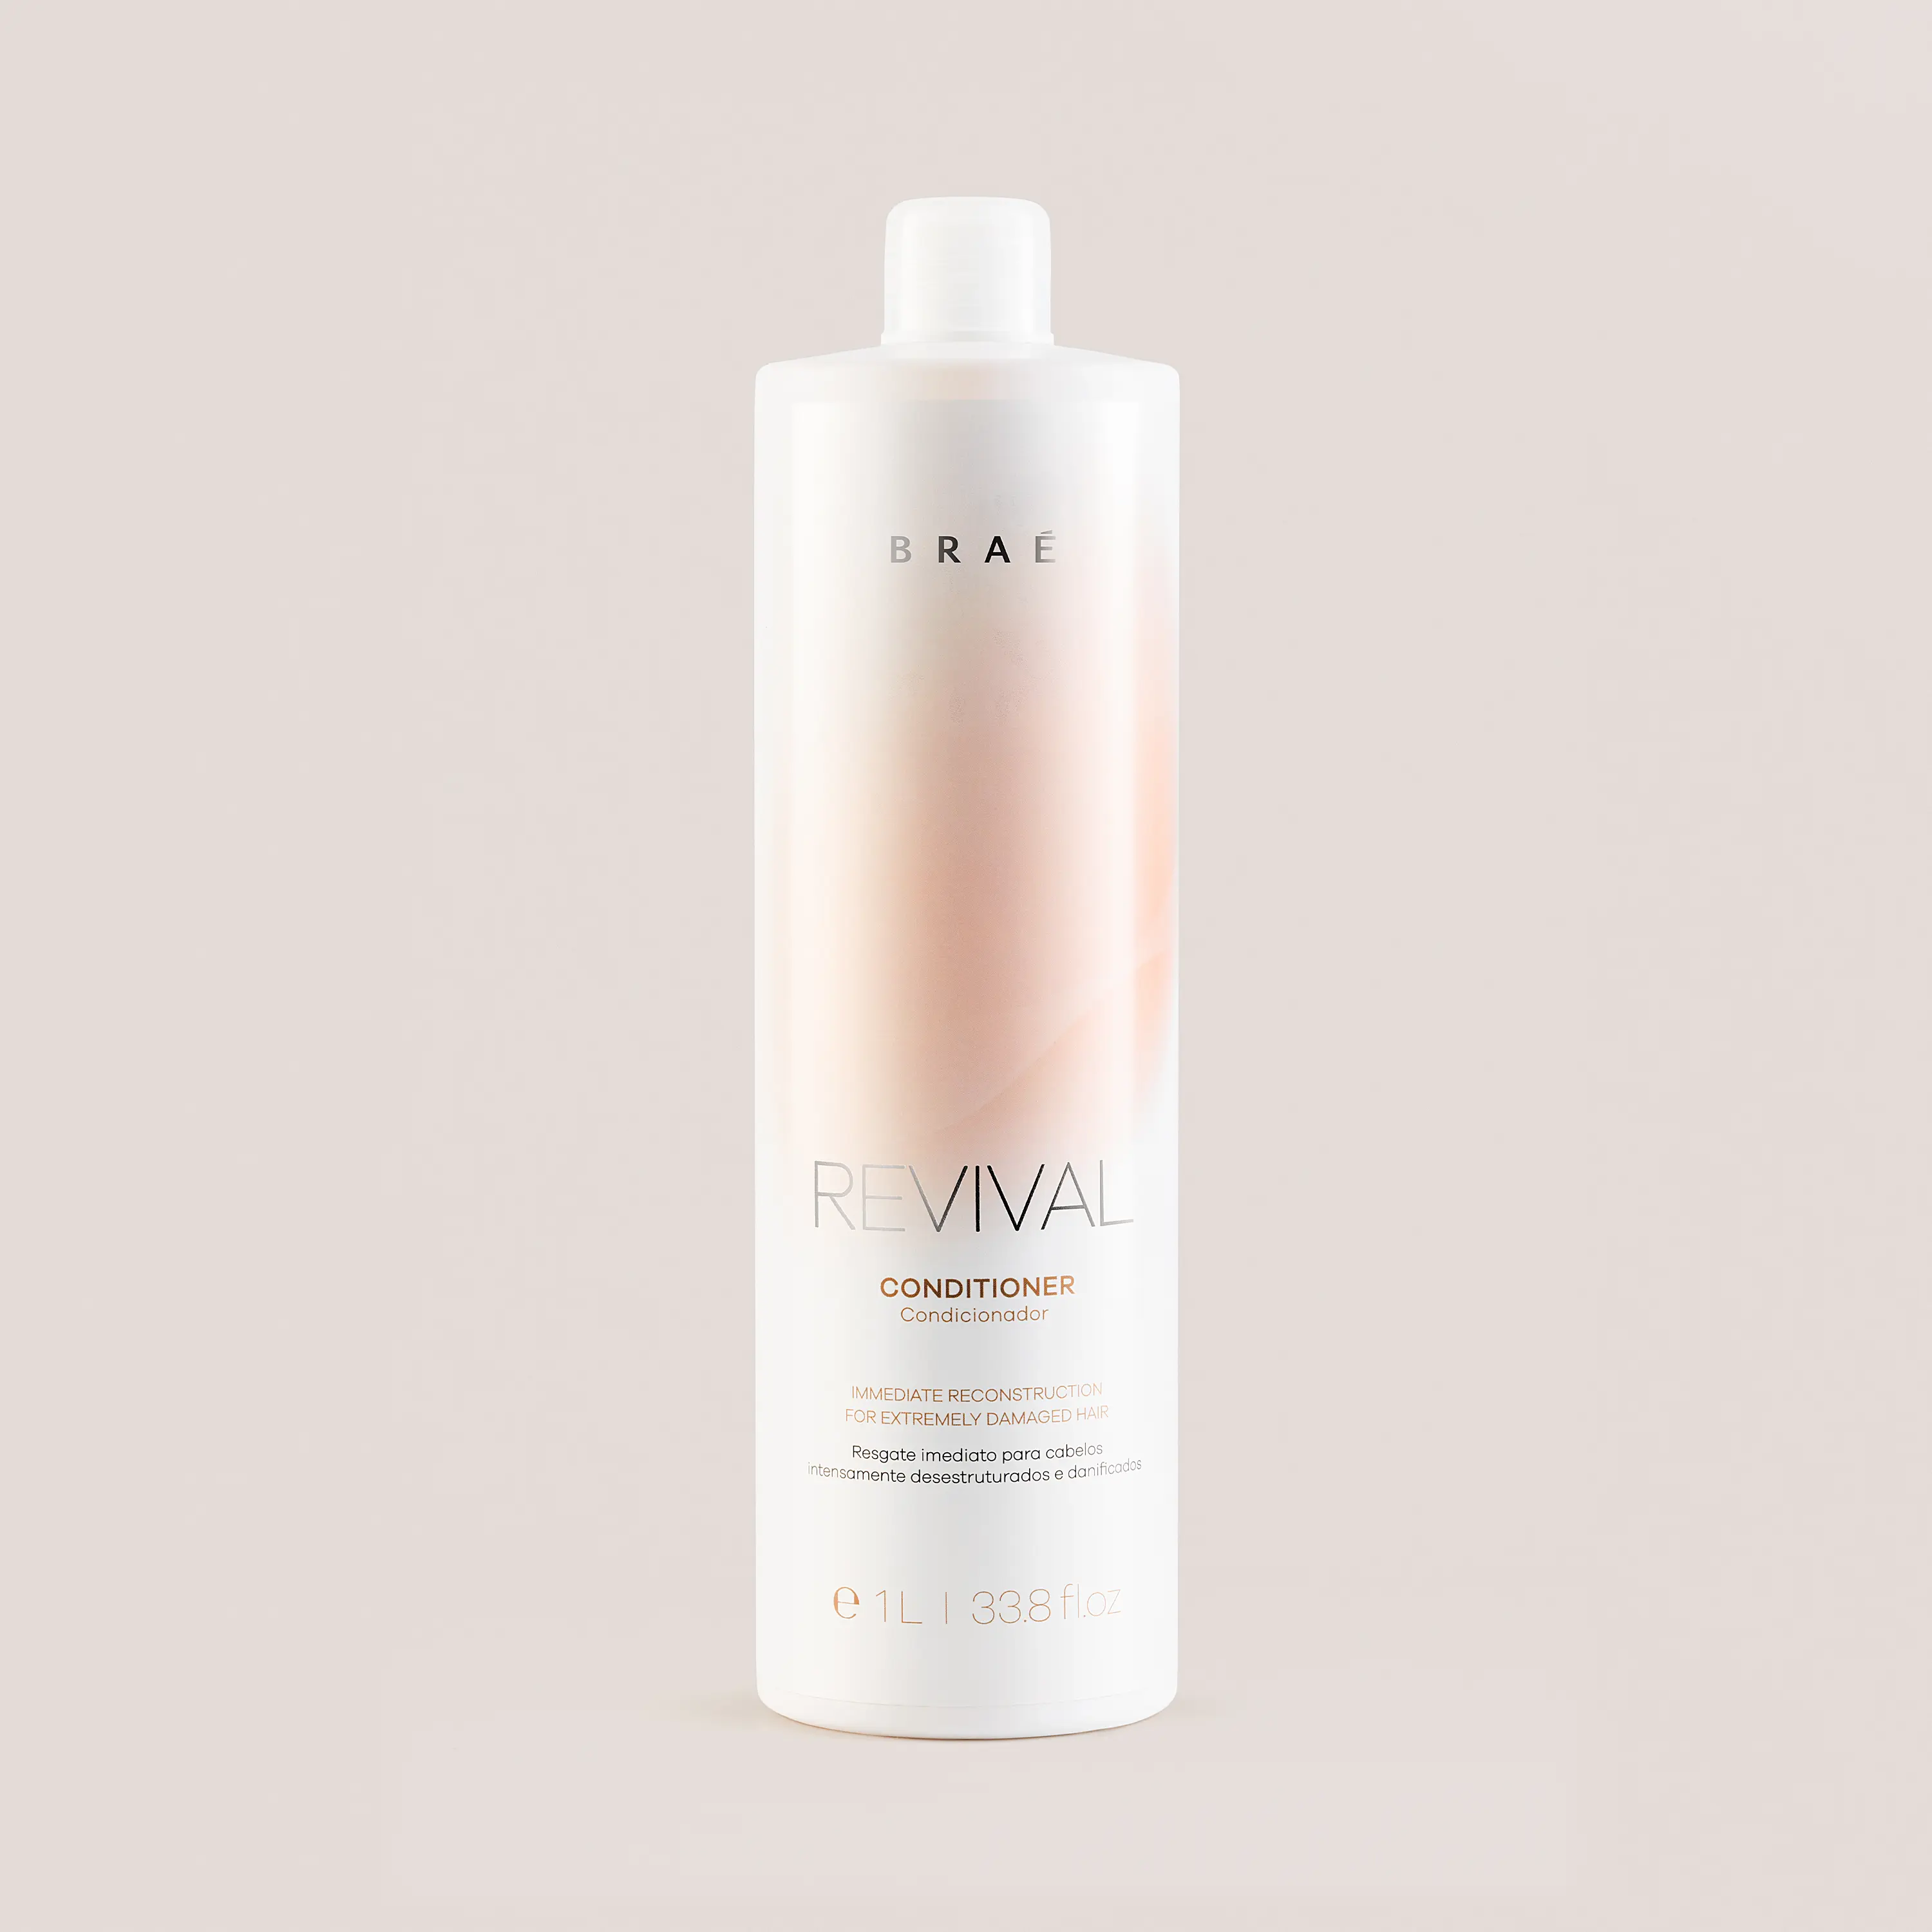 BRAÉ
REVIVAL
CONDITIONER
Condicionador
IMMEDIATE RECONSTRUCTION
FOR EXTREMELY DAMAGED HAIR
Resgate imediato para cabelos
intensamente desestruturados e danificados
℮ 1L | 33.8 fl.oz